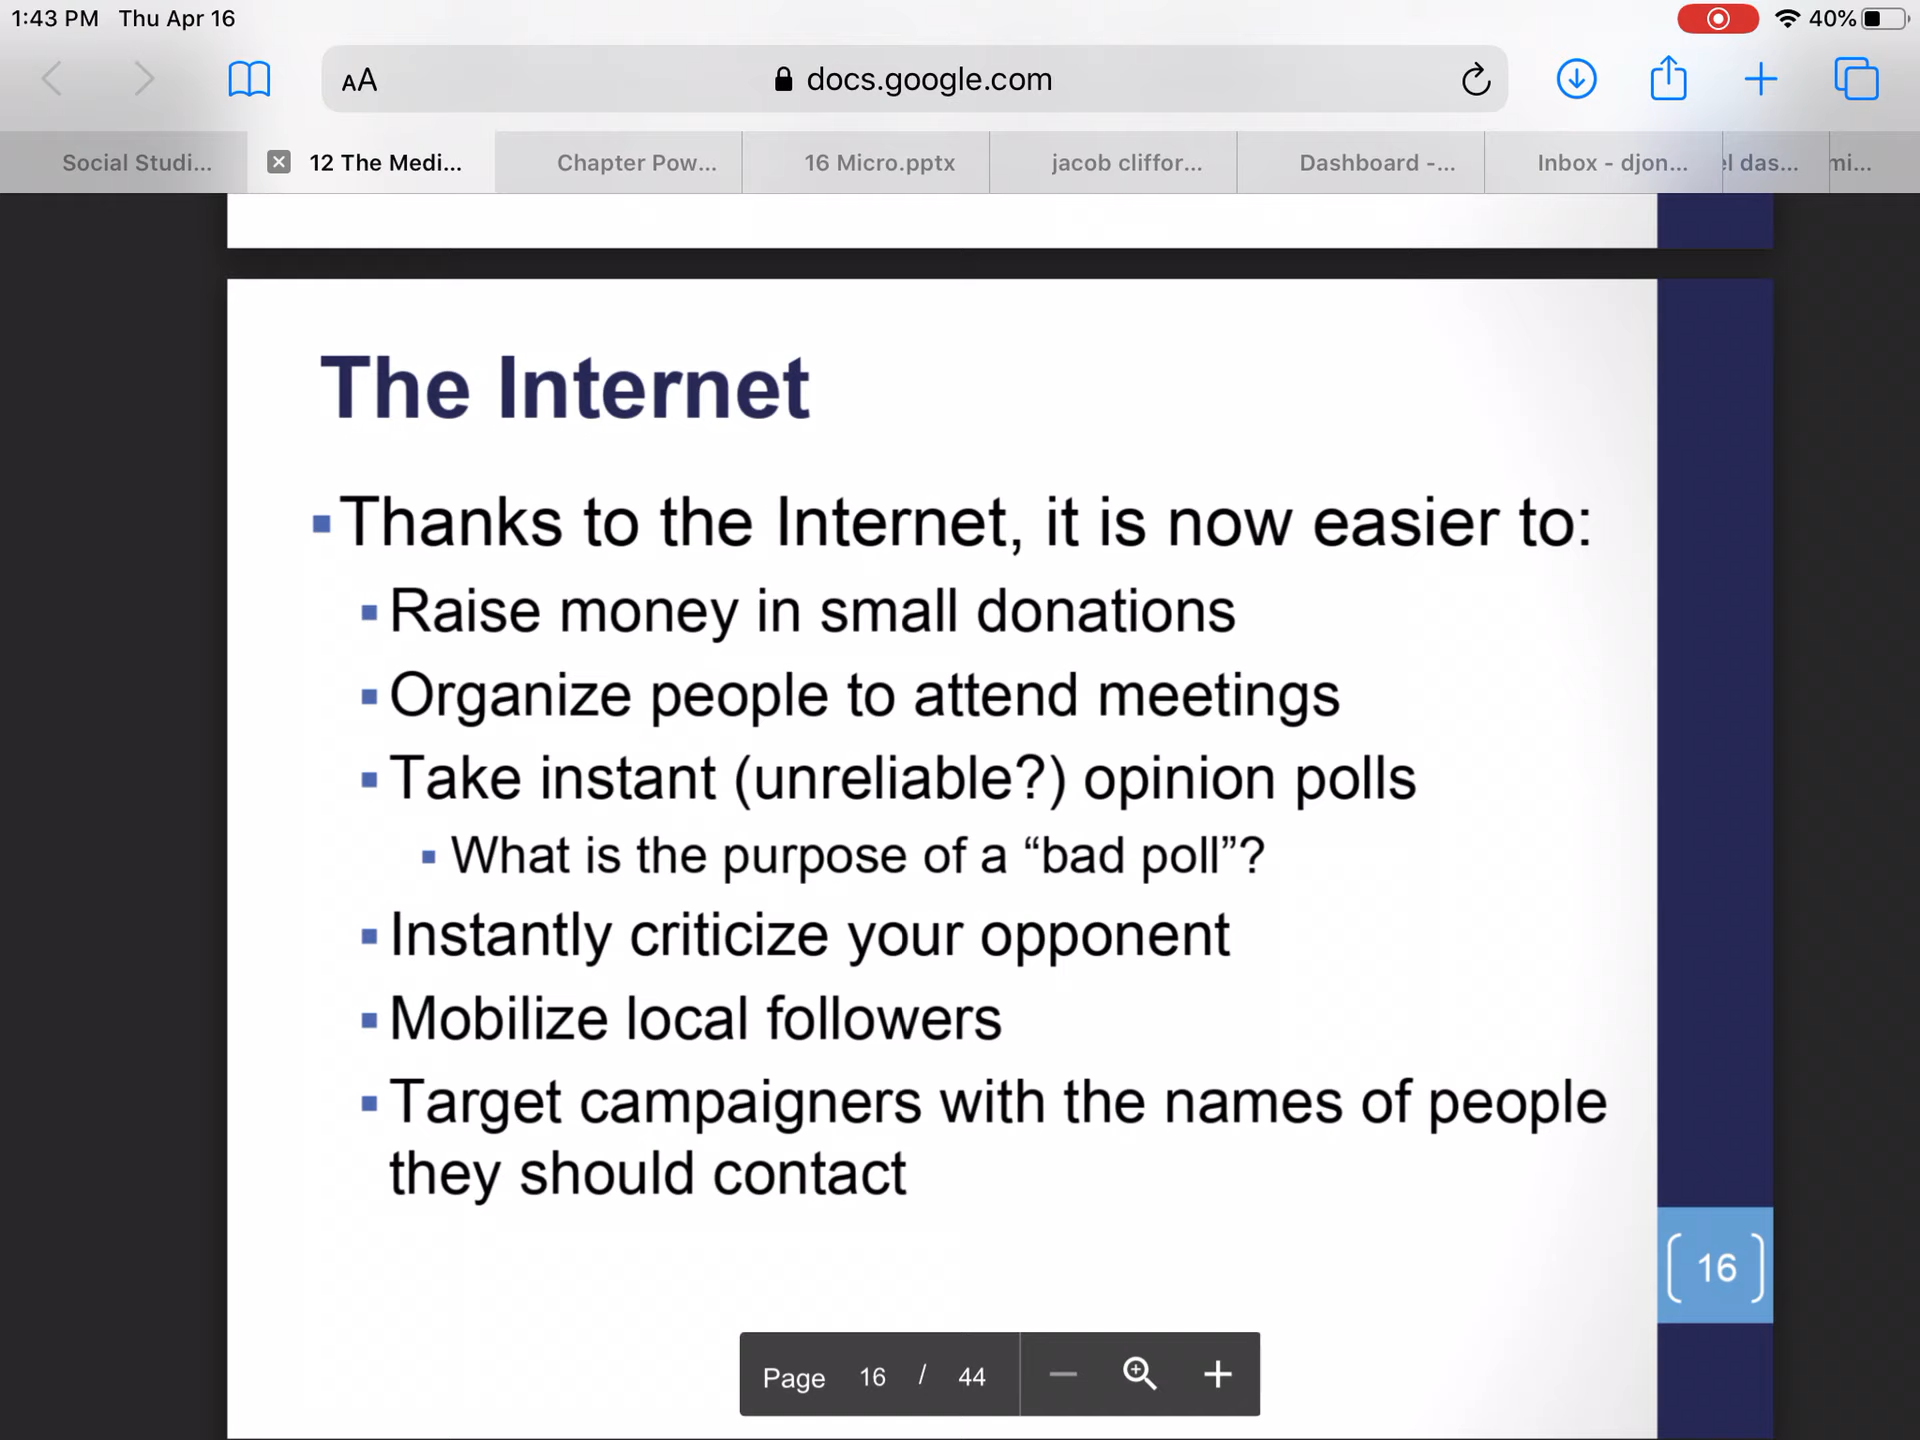 1:43 PM Thu Apr 16
40%
AA docs.google.com
Social Studi...
12 The Medi...
Chapter Pow...
16 Micro.pptx
jacob cliffor...
Dashboard -...
Inbox - djon...
el das...
mi...
The Internet
▪Thanks to the Internet, it is now easier to:
▪Raise money in small donations
▪Organize people to attend meetings
▪Take instant (unreliable?) opinion polls
▪What is the purpose of a “bad poll”?
▪Instantly criticize your opponent
▪Mobilize local followers
▪Target campaigners with the names of people
they should contact
[ 16 ]
Page 16 / 44